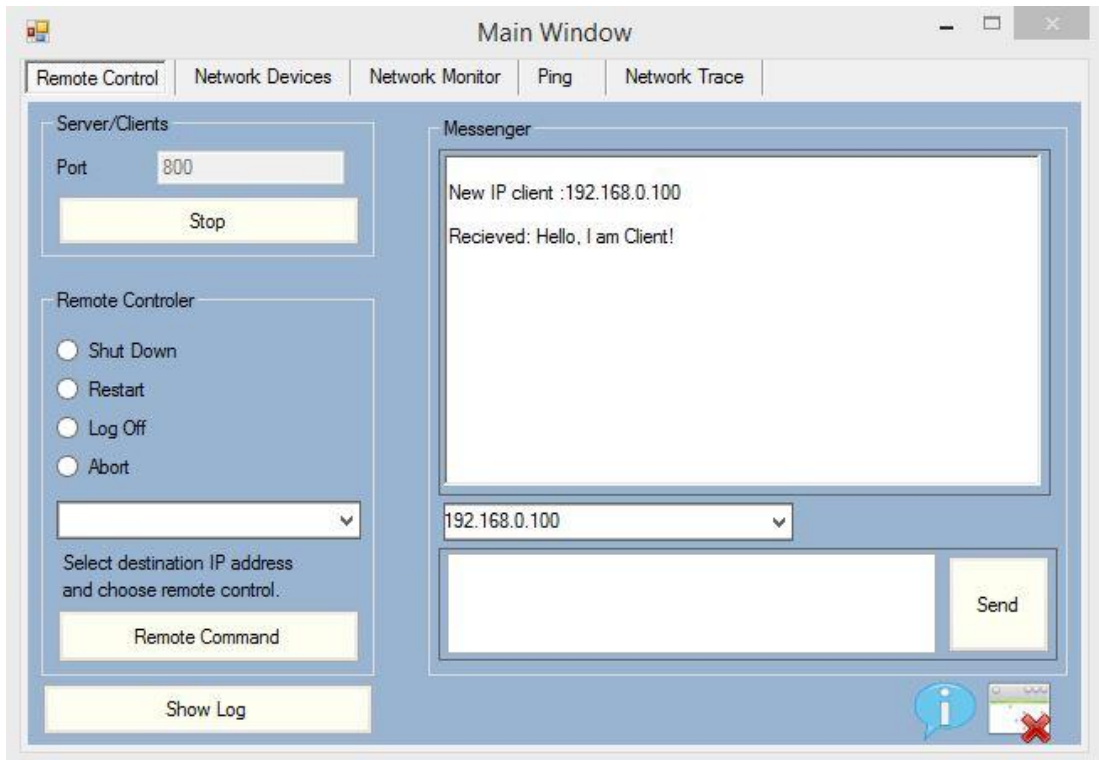 Main Window
Remote Control
Network Devices
Network Monitor
Ping
Network Trace
Server/Clients
Port
800
Stop
Remote Controler
Shut Down
Restart
Log Off
Abort
Select destination IP address
and choose remote control.
Remote Command
Show Log
Messenger
New IP client :192.168.0.100
Recieved: Hello, I am Client!
192.168.0.100
Send